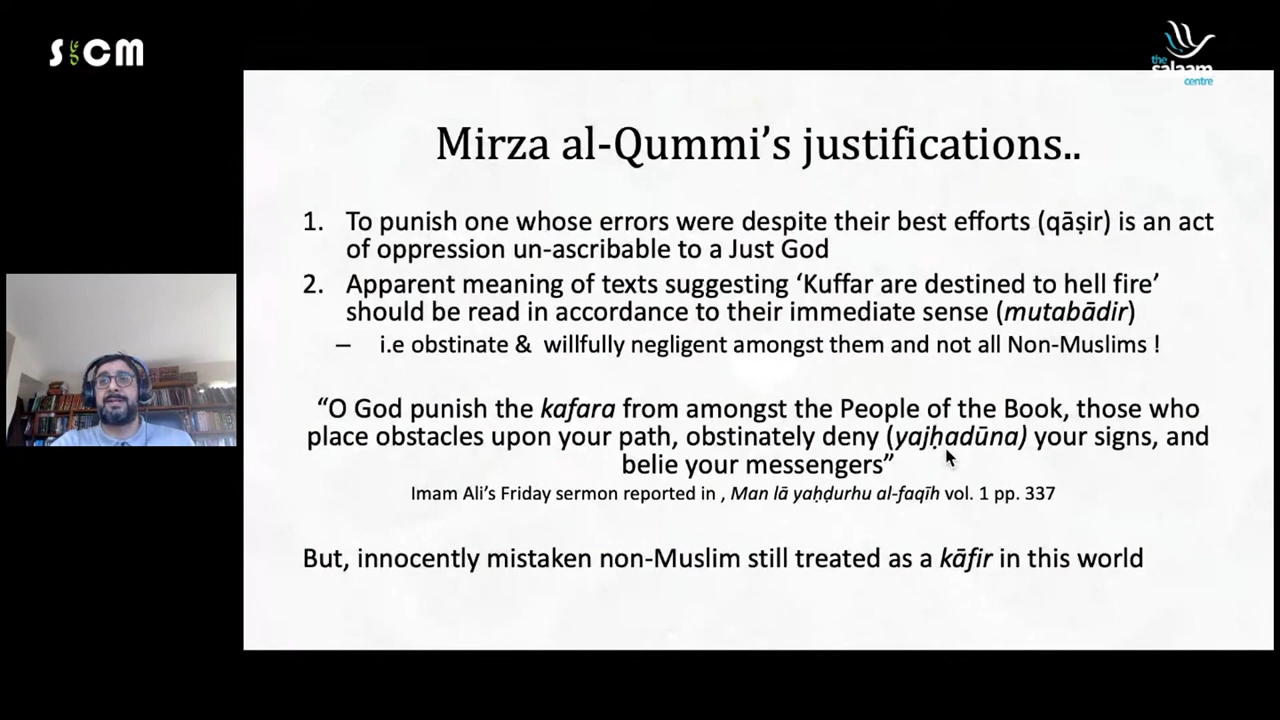 SICM
the
salaam
centre
Mirza al-Qummi’s justifications..
1. To punish one whose errors were despite their best efforts (qāṣir) is an act
of oppression un-ascribable to a Just God
2. Apparent meaning of texts suggesting ‘Kuffar are destined to hell fire’
should be read in accordance to their immediate sense (mutabādir)
– i.e obstinate & willfully negligent amongst them and not all Non-Muslims !
“O God punish the kafara from amongst the People of the Book, those who
place obstacles upon your path, obstinately deny (yajḥadūna) your signs, and
belie your messengers”
Imam Ali’s Friday sermon reported in , Man lā yaḥḍurhu al-faqīh vol. 1 pp. 337
But, innocently mistaken non-Muslim still treated as a kāfir in this world